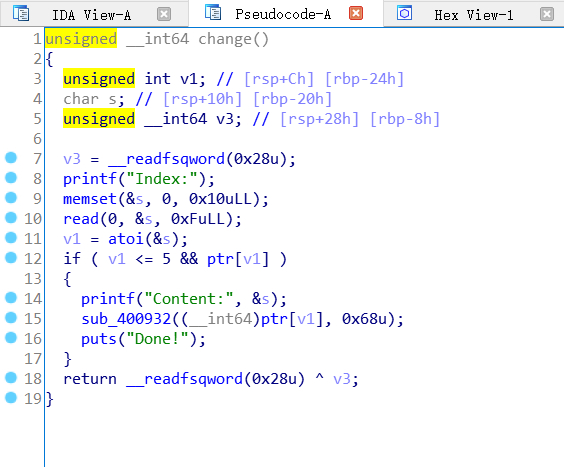 IDA View-A Pseudocode-A Hex View-1
1 unsigned __int64 change()
2 {
3 unsigned int v1; // [rsp+Ch] [rbp-24h]
4 char s; // [rsp+10h] [rbp-20h]
5 unsigned __int64 v3; // [rsp+28h] [rbp-8h]
6
7 v3 = __readfsqword(0x28u);
8 printf("Index:");
9 memset(&s, 0, 0x10uLL);
10 read(0, &s, 0xFuLL);
11 v1 = atoi(&s);
12 if ( v1 <= 5 && ptr[v1] )
13 {
14 printf("Content:", &s);
15 sub_400932((__int64)ptr[v1], 0x68u);
16 puts("Done!");
17 }
18 return __readfsqword(0x28u) ^ v3;
19 }